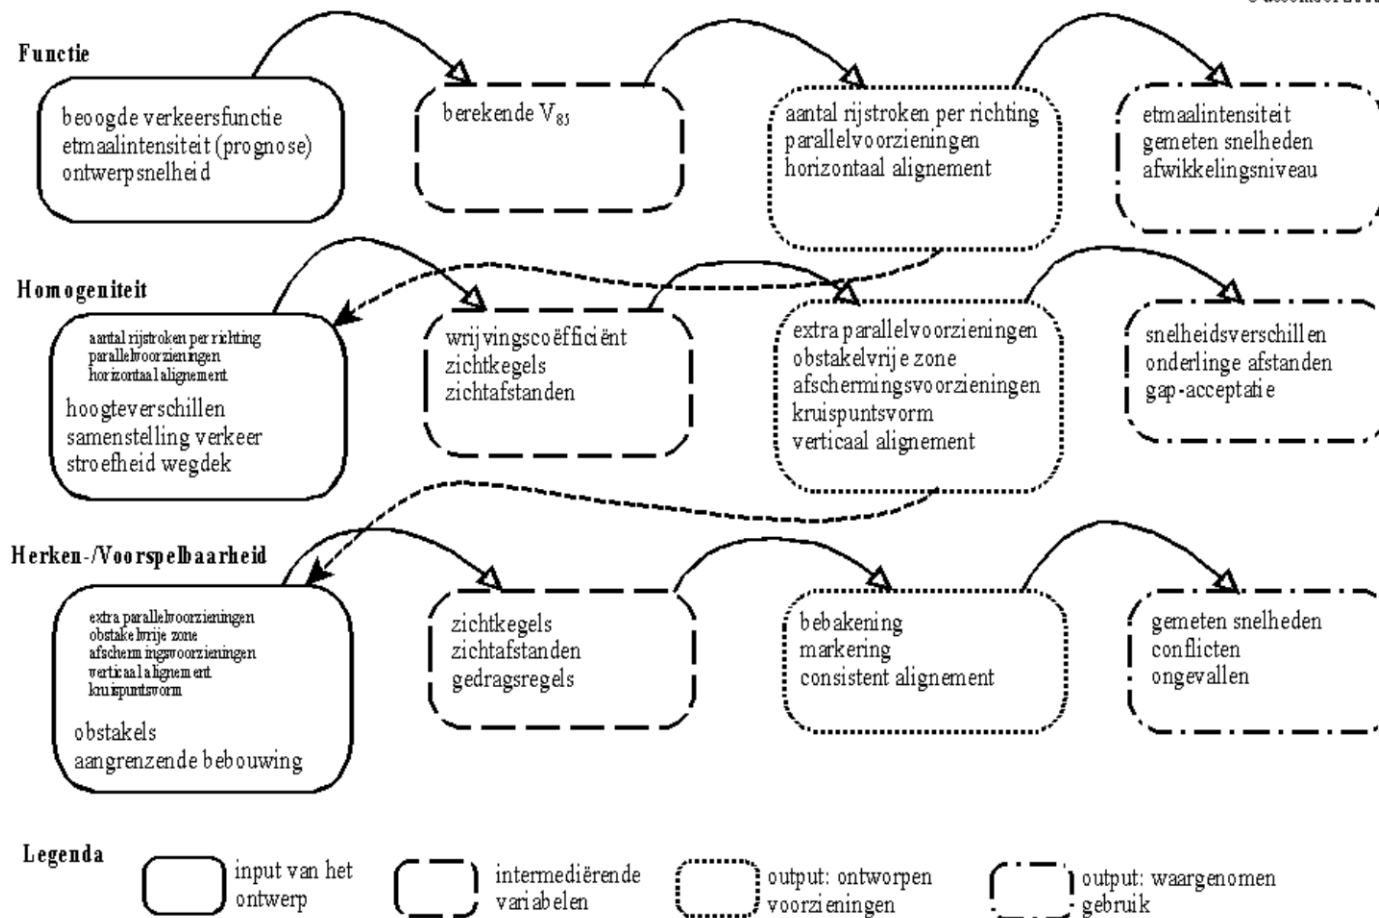 Functie
beoogde verkeersfunctie
etmaalintensiteit (prognose)
ontwerpsnelheid
berekende V85
aantal rijstroken per richting
parallelvoorzieningen
horizontaal alignement
etmaalintensiteit
gemeten snelheden
afwikkelingsniveau
Homogeniteit
aantal rijstroken per richting
parallelvoorzieningen
horizontaal alignement
hoogteverschillen
samenstelling verkeer
stroefheid wegdek
wrijvingscoëfficiënt
zichtkegels
zichtafstanden
extra parallelvoorzieningen
obstakelvrije zone
afschermingsvoorzieningen
kruispuntsvorm
verticaal alignement
snelheidsverschillen
onderlinge afstanden
gap-acceptatie
Herken-/Voorspelbaarheid
extra parallelvoorzieningen
obstakelvrije zone
afschermingsvoorzieningen
verticaal alignement
kruispuntsvorm
obstakels
aangrenzende bebouwing
zichtkegels
zichtafstanden
gedragsregels
bebakening
markering
consistent alignement
gemeten snelheden
conflicten
ongevallen
Legenda
input van het
ontwerp
intermediërende
variabelen
output: ontworpen
voorzieningen
output: waargenomen
gebruik